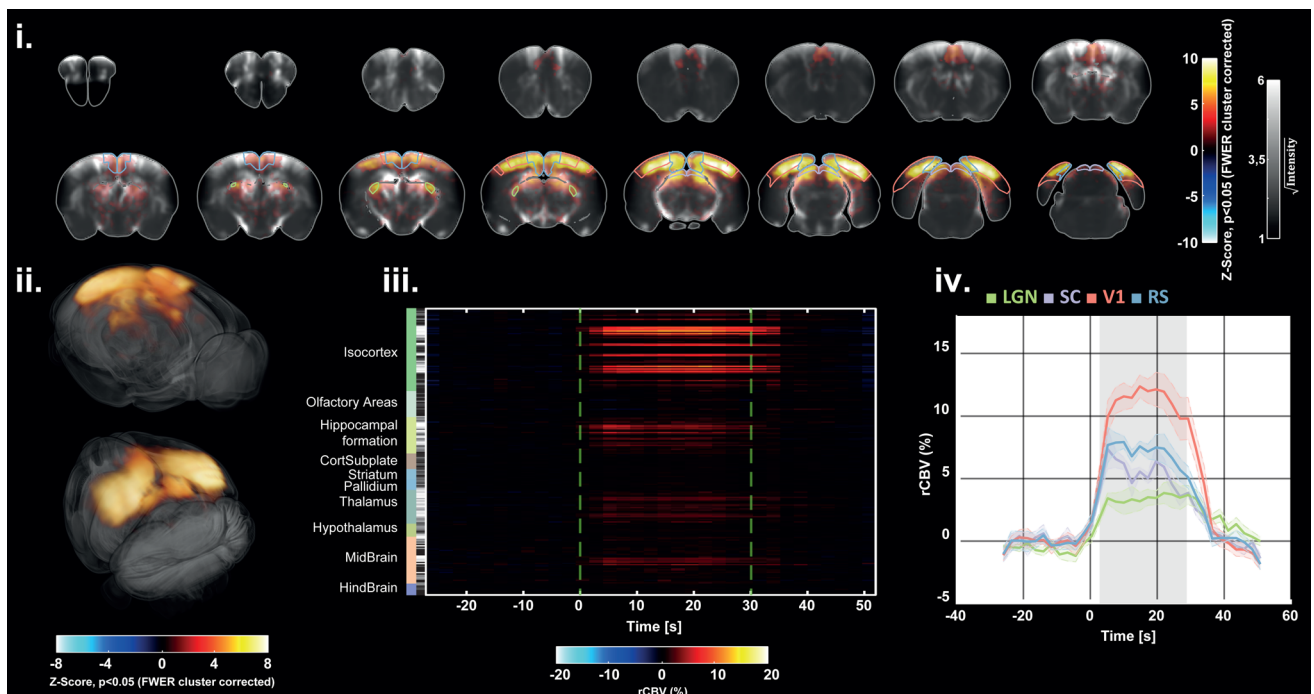 i.
10
5
0
-5
-10
Z-Score, p<0.05 (FWER cluster corrected)
6
3,5
1
√Intensity
ii.
-8
-4
0
4
8
Z-Score, p<0.05 (FWER cluster corrected)
iii.
Isocortex
Olfactory Areas
Hippocampal
formation
CortSubplate
Striatum
Pallidium
Thalamus
Hypothalamus
MidBrain
HindBrain
-20
-10
0
10
20
30
40
50
Time [s]
-20
-10
0
10
20
rCBV (%)
iv.
LGN SC V1 RS
15
10
5
0
-5
rCBV (%)
-40
-20
0
20
40
60
Time [s]